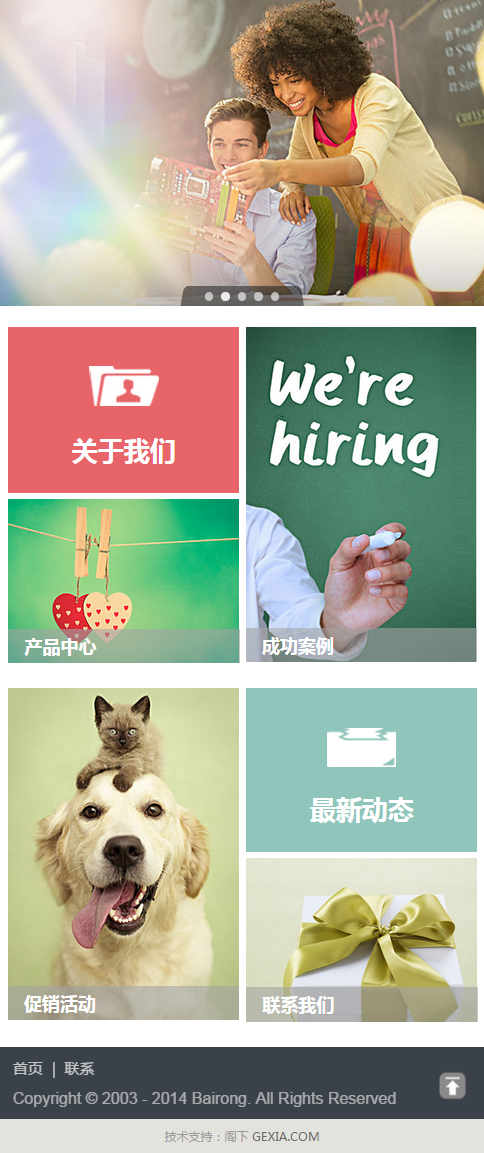 关于我们
We're
hiring
产品中心
成功案例
最新动态
促销活动
联系我们
首页 | 联系
Copyright © 2003 - 2014 Bairong. All Rights Reserved
技术支持：阁下 GEXIA.COM